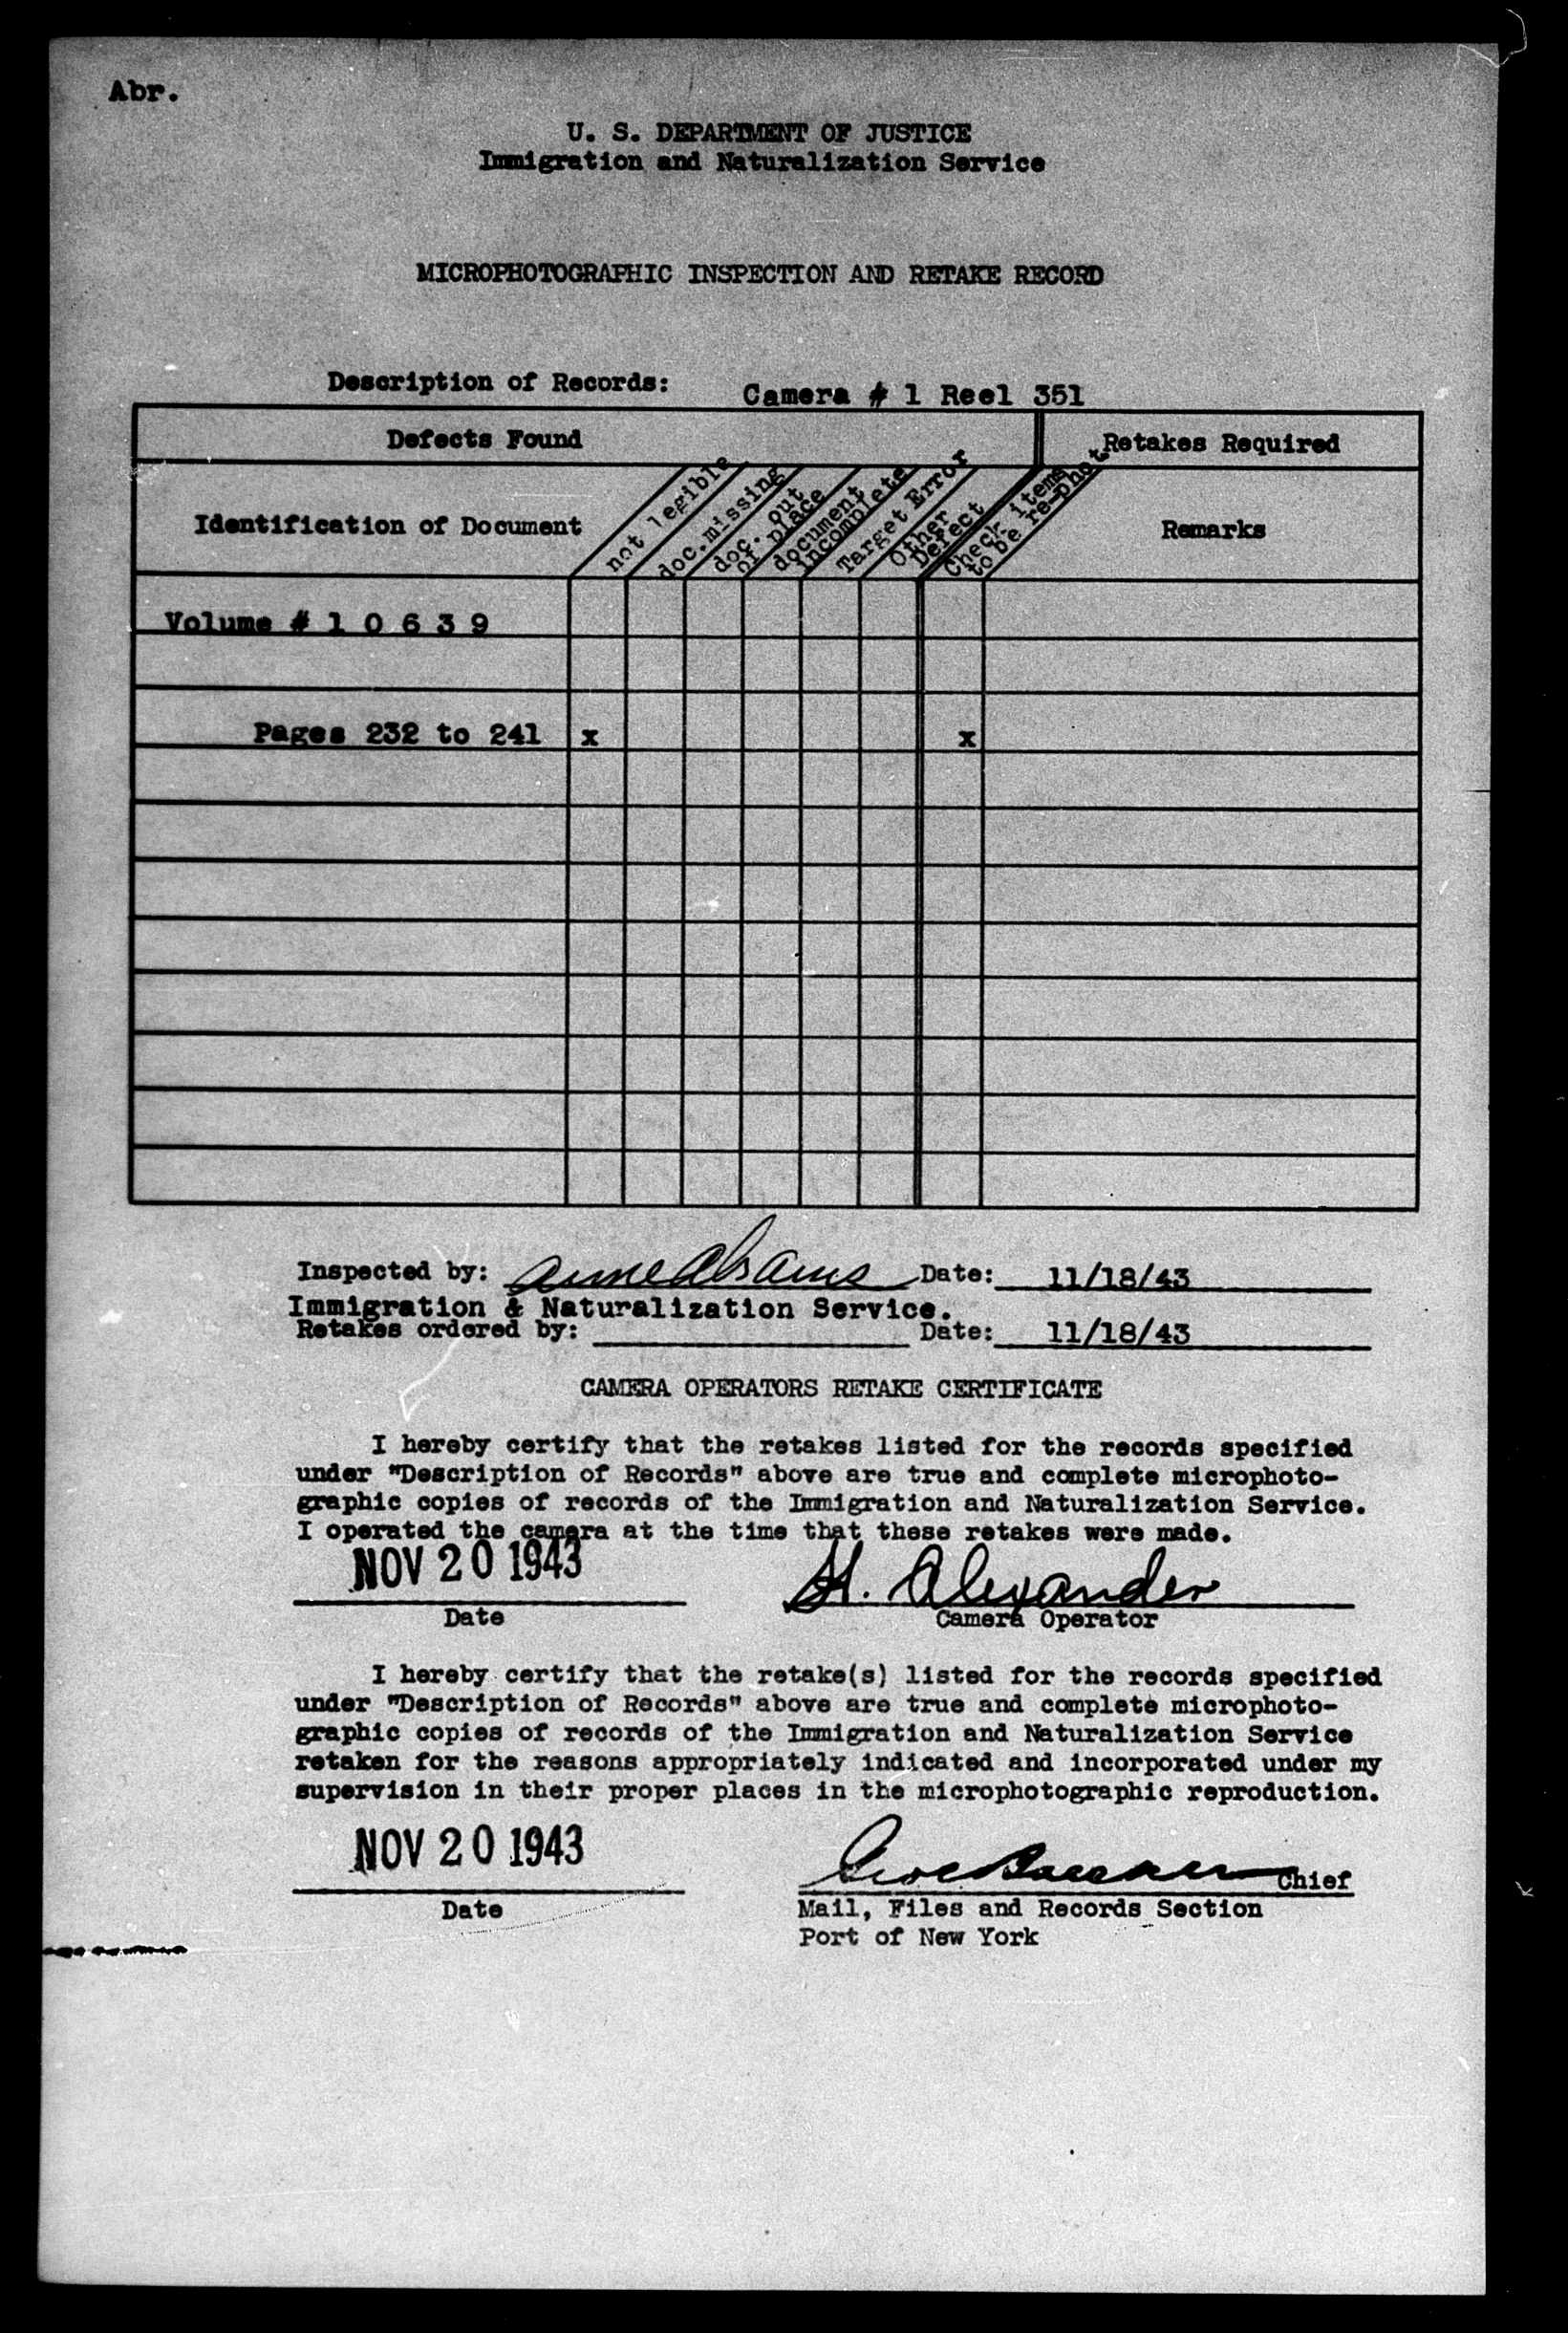 Abr.
U. S. DEPARTMENT OF JUSTICE
Immigration and Naturalization Service
MICROPHOTOGRAPHIC INSPECTION AND RETAKE RECORD
Description of Records: Camera # 1 Reel 351
Defects Found
Retakes Required
Identification of Document
not legible
doc. missing
doc. out
of place
document
incomplete
Target Error
Other
Defect
Check items
to be re-phot.
Remarks
Volume # 1 0 6 3 9
Pages 232 to 241 x x
Inspected by: Date: 11/18/43
Immigration & Naturalization Service.
Retakes ordered by: Date: 11/18/43
CAMERA OPERATORS RETAKE CERTIFICATE
I hereby certify that the retakes listed for the records specified
under "Description of Records" above are true and complete microphoto-
graphic copies of records of the Immigration and Naturalization Service.
I operated the camera at the time that these retakes were made.
NOV 20 1943 H. Alexander
Date Camera Operator
I hereby certify that the retake(s) listed for the records specified
under "Description of Records" above are true and complete microphoto-
graphic copies of records of the Immigration and Naturalization Service
retaken for the reasons appropriately indicated and incorporated under my
supervision in their proper places in the microphotographic reproduction.
NOV 20 1943 Chief
Date Mail, Files and Records Section
Port of New York